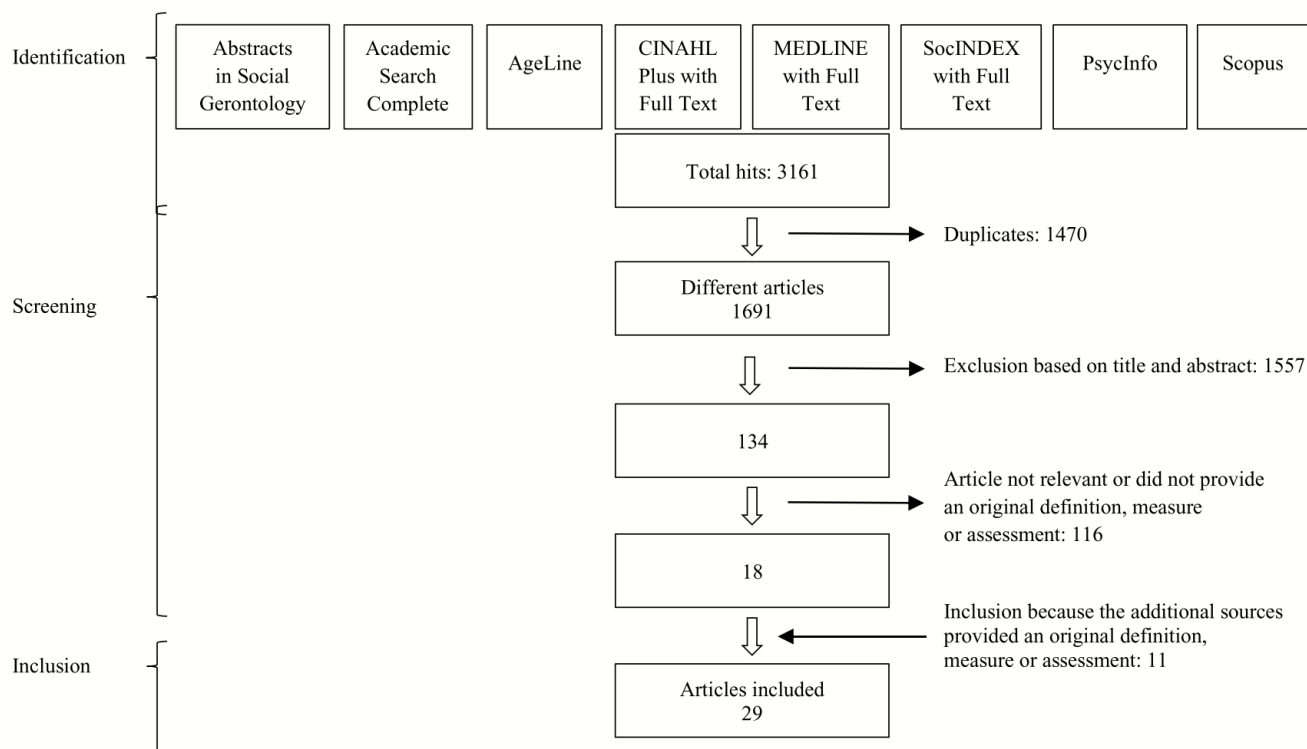 Identification
Abstracts
in Social
Gerontology
Academic
Search
Complete
AgeLine
CINAHL
Plus with
Full Text
MEDLINE
with Full
Text
SocINDEX
with Full
Text
PsycInfo
Scopus
Total hits: 3161
Duplicates: 1470
Screening
Different articles
1691
Exclusion based on title and abstract: 1557
134
Article not relevant or did not provide
an original definition, measure
or assessment: 116
18
Inclusion because the additional sources
provided an original definition,
measure or assessment: 11
Inclusion
Articles included
29